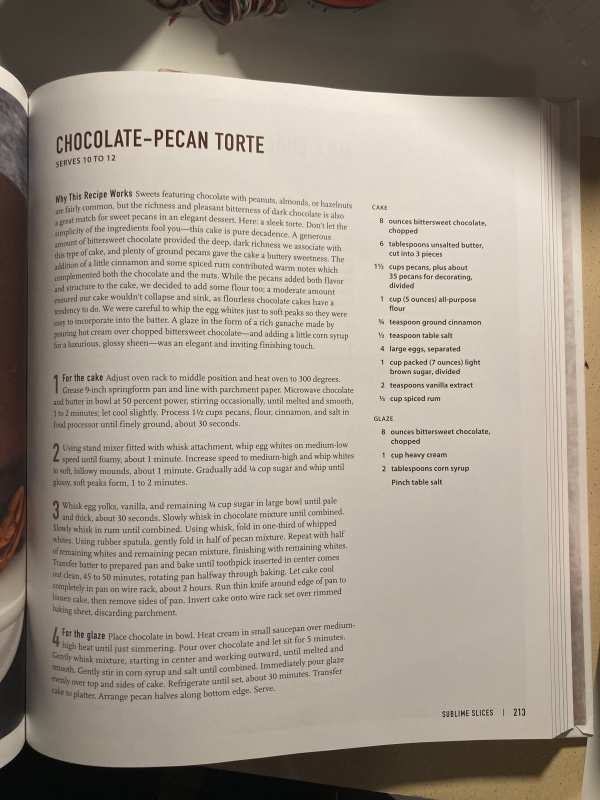 CHOCOLATE–PECAN TORTE
SERVES 10 TO 12
Why This Recipe Works Sweets featuring chocolate with peanuts, almonds, or hazelnuts
are fairly common, but the richness and pleasant bitterness of dark chocolate is also
a great match for sweet pecans in an elegant dessert. Here: a sleek torte. Don't let the
simplicity of the ingredients fool you—this cake is pure decadence. A generous
amount of bittersweet chocolate provided the deep, dark richness we associate with
this type of cake, and plenty of ground pecans gave the cake a buttery sweetness. The
addition of a little cinnamon and some spiced rum contributed warm notes which
complemented both the chocolate and the nuts. While the pecans added both flavor
and structure to the cake, we decided to add some flour too; a moderate amount
ensured our cake wouldn't collapse and sink, as flourless chocolate cakes have a
tendency to do. We were careful to whip the egg whites just to soft peaks so they were
easy to incorporate into the batter. A glaze in the form of a rich ganache made by
pouring hot cream over chopped bittersweet chocolate—and adding a little corn syrup
for a luxurious, glossy sheen—was an elegant and inviting finishing touch.
1 For the cake Adjust oven rack to middle position and heat oven to 300 degrees.
Grease 9-inch springform pan and line with parchment paper. Microwave chocolate
and butter in bowl at 50 percent power, stirring occasionally, until melted and smooth,
1 to 2 minutes; let cool slightly. Process 1½ cups pecans, flour, cinnamon, and salt in
food processor until finely ground, about 30 seconds.
2 Using stand mixer fitted with whisk attachment, whip egg whites on medium-low
speed until foamy, about 1 minute. Increase speed to medium-high and whip whites
to soft, billowy mounds, about 1 minute. Gradually add ¼ cup sugar and whip until
glossy, soft peaks form, 1 to 2 minutes.
3 Whisk egg yolks, vanilla, and remaining ¾ cup sugar in large bowl until pale
and thick, about 30 seconds. Slowly whisk in chocolate mixture until combined.
Slowly whisk in rum until combined. Using whisk, fold in one-third of whipped
whites. Using rubber spatula, gently fold in half of pecan mixture. Repeat with half
of remaining whites and remaining pecan mixture, finishing with remaining whites.
Transfer batter to prepared pan and bake until toothpick inserted in center comes
out clean, 45 to 50 minutes, rotating pan halfway through baking. Let cake cool
completely in pan on wire rack, about 2 hours. Run thin knife around edge of pan to
loosen cake, then remove sides of pan. Invert cake onto wire rack set over rimmed
baking sheet, discarding parchment.
4 For the glaze Place chocolate in bowl. Heat cream in small saucepan over medium-
high heat until just simmering. Pour over chocolate and let sit for 5 minutes.
Gently whisk mixture, starting in center and working outward, until melted and
smooth. Gently stir in corn syrup and salt until combined. Immediately pour glaze
evenly over top and sides of cake. Refrigerate until set, about 30 minutes. Transfer
cake to platter. Arrange pecan halves along bottom edge. Serve.
CAKE
8 ounces bittersweet chocolate,
chopped
6 tablespoons unsalted butter,
cut into 3 pieces
1½ cups pecans, plus about
35 pecans for decorating,
divided
1 cup (5 ounces) all-purpose
flour
¾ teaspoon ground cinnamon
½ teaspoon table salt
4 large eggs, separated
1 cup packed (7 ounces) light
brown sugar, divided
2 teaspoons vanilla extract
cup spiced rum
GLAZE
8 ounces bittersweet chocolate,
chopped
1 cup heavy cream
2 tablespoons corn syrup
Pinch table salt
SUBLIME SLICES | 213